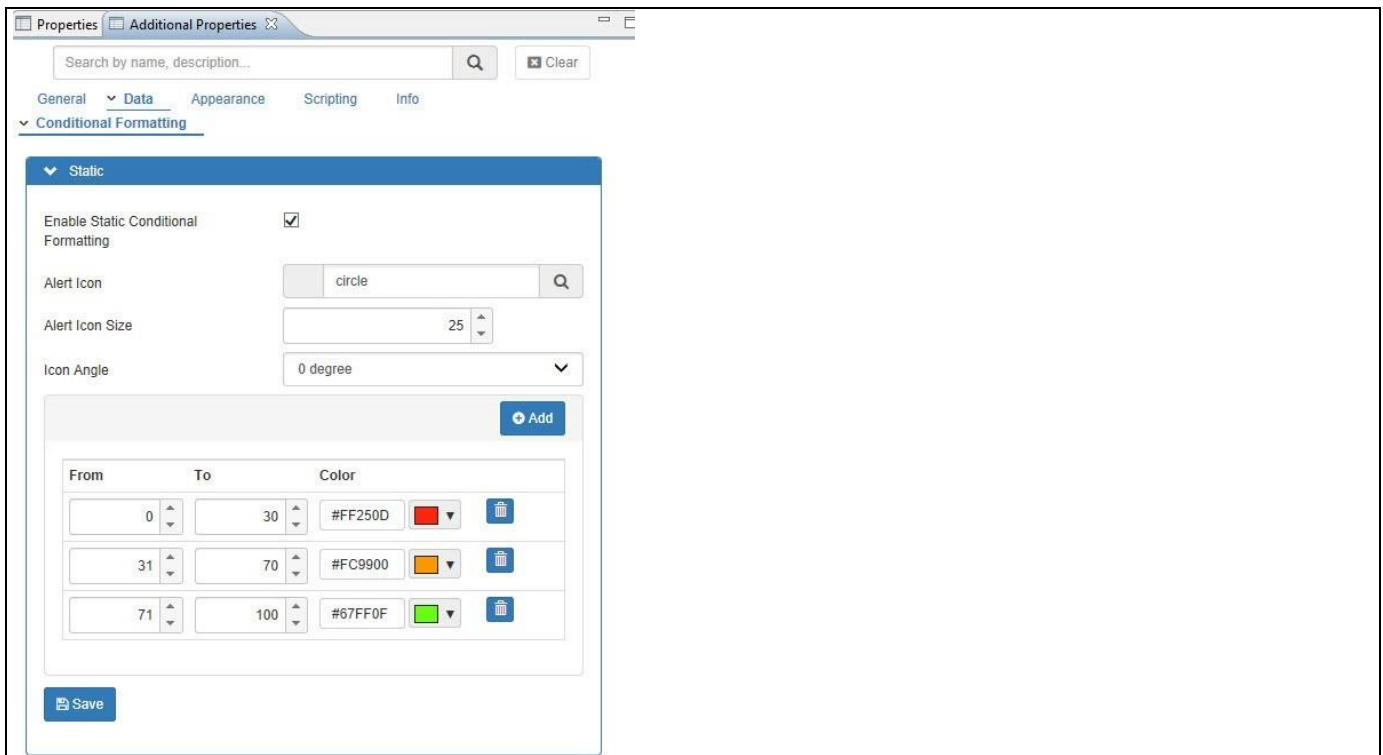 Properties Additional Properties
Search by name, description... Clear
General Data Appearance Scripting Info
Conditional Formatting
Static
Enable Static Conditional
Formatting
Alert Icon circle
Alert Icon Size 25
Icon Angle 0 degree
Add
From To Color
0 30 #FF250D
31 70 #FC9900
71 100 #67FF0F
Save